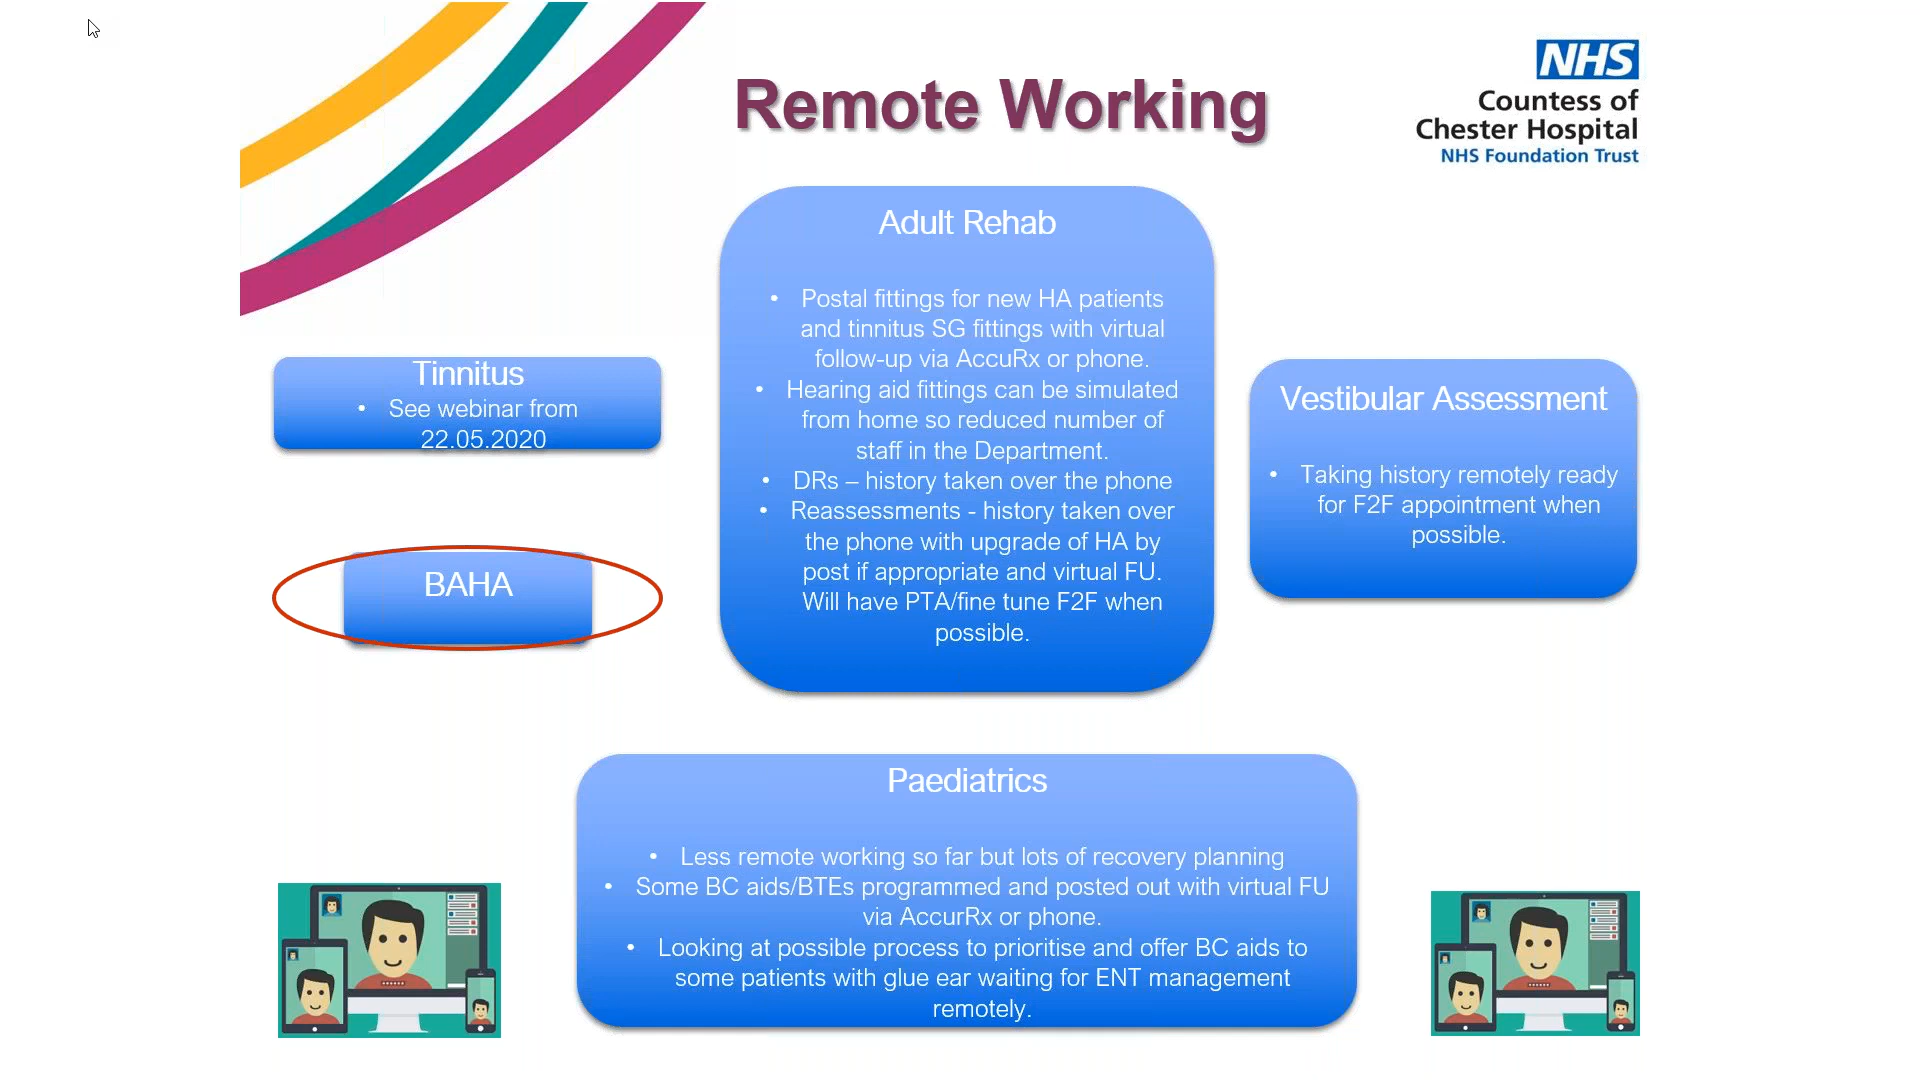 Remote Working
NHS
Countess of
Chester Hospital
NHS Foundation Trust
Adult Rehab
• Postal fittings for new HA patients
and tinnitus SG fittings with virtual
follow-up via AccuRx or phone.
• Hearing aid fittings can be simulated
from home so reduced number of
staff in the Department.
• DRs – history taken over the phone
• Reassessments - history taken over
the phone with upgrade of HA by
post if appropriate and virtual FU.
Will have PTA/fine tune F2F when
possible.
Tinnitus
• See webinar from
22.05.2020
BAHA
Vestibular Assessment
• Taking history remotely ready
for F2F appointment when
possible.
Paediatrics
• Less remote working so far but lots of recovery planning
• Some BC aids/BTEs programmed and posted out with virtual FU
via AccurRx or phone.
• Looking at possible process to prioritise and offer BC aids to
some patients with glue ear waiting for ENT management
remotely.